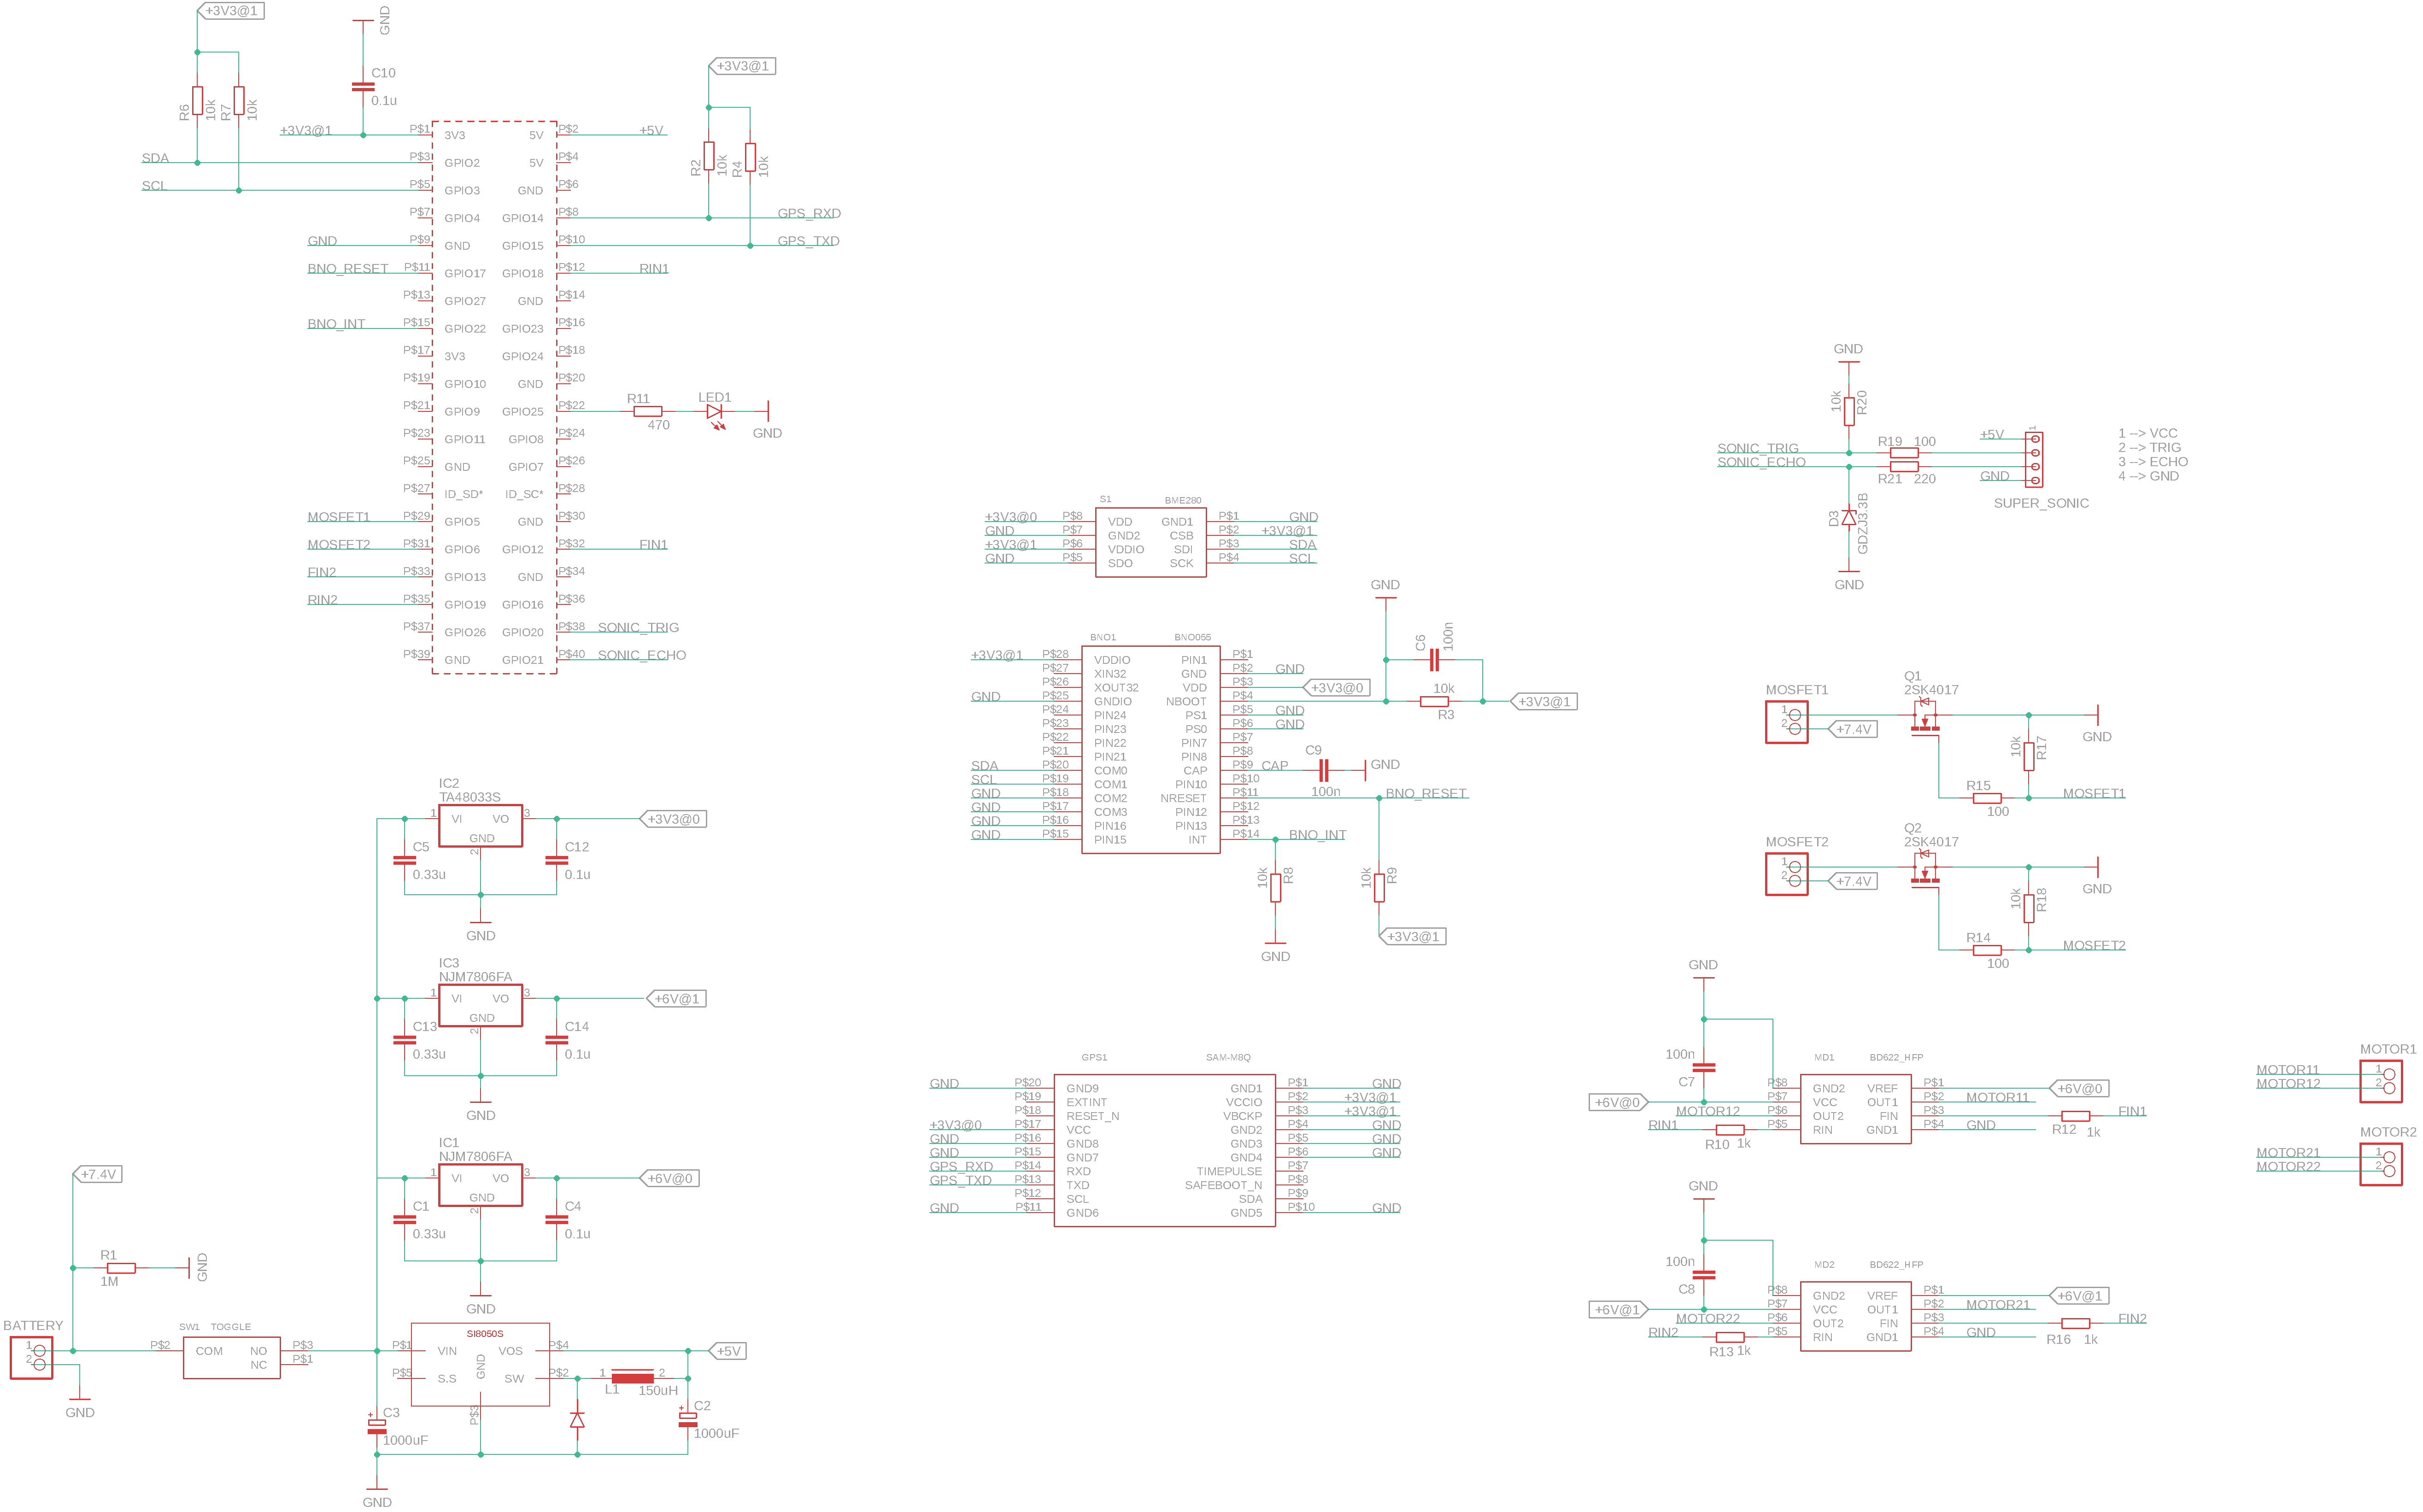 +3V3@1
R6
10k
R7
10k
GND
C10
0.1u
+3V3@1
SDA
SCL
GND
BNO_RESET
BNO_INT
MOSFET1
MOSFET2
FIN2
RIN2
P$1 3V3 5V P$2 +5V
P$3 GPIO2 5V P$4
P$5 GPIO3 GND P$6
P$7 GPIO4 GPIO14 P$8 GPS_RXD
P$9 GND GPIO15 P$10 GPS_TXD
P$11 GPIO17 GPIO18 P$12 RIN1
P$13 GPIO27 GND P$14
P$15 GPIO22 GPIO23 P$16
P$17 3V3 GPIO24 P$18
P$19 GPIO10 GND P$20
P$21 GPIO9 GPIO25 P$22
P$23 GPIO11 GPIO8 P$24
P$25 GND GPIO7 P$26
P$27 ID_SD* ID_SC* P$28
P$29 GPIO5 GND P$30
P$31 GPIO6 GPIO12 P$32 FIN1
P$33 GPIO13 GND P$34
P$35 GPIO19 GPIO16 P$36
P$37 GPIO26 GPIO20 P$38 SONIC_TRIG
P$39 GND GPIO21 P$40 SONIC_ECHO
+3V3@1
R2
10k
R4
10k
R11
470
LED1
GND
IC2
TA48033S
1 VI VO 3
GND
2
+3V3@0
C5
0.33u
C12
0.1u
GND
IC3
NJM7806FA
1 VI VO 3
GND
2
+6V@1
C13
0.33u
C14
0.1u
GND
IC1
NJM7806FA
1 VI VO 3
GND
2
+6V@0
C1
0.33u
C4
0.1u
GND
+7.4V
R1
1M
GND
BATTERY
1
2
GND
SW1 TOGGLE
P$2 COM NO P$3
NC P$1
SI8050S
P$1 VIN VOS P$4
P$5 S.S SW P$2
GND
P$3
+5V
1 2
L1 150uH
C3
1000uF
C2
1000uF
GND
S1 BME280
+3V3@0 P$8 VDD GND1 P$1 GND
GND P$7 GND2 CSB P$2 +3V3@1
+3V3@1 P$6 VDDIO SDI P$3 SDA
GND P$5 SDO SCK P$4 SCL
BNO1 BNO055
+3V3@1 P$28 VDDIO PIN1 P$1
P$27 XIN32 GND P$2 GND
P$26 XOUT32 VDD P$3 +3V3@0
GND P$25 GNDIO NBOOT P$4
P$24 PIN24 PS1 P$5 GND
P$23 PIN23 PS0 P$6 GND
P$22 PIN22 PIN7 P$7
P$21 PIN21 PIN8 P$8
SDA P$20 COM0 CAP P$9 CAP
SCL P$19 COM1 PIN10 P$10
GND P$18 COM2 NRESET P$11 BNO_RESET
GND P$17 COM3 PIN12 P$12
GND P$16 PIN16 PIN13 P$13
GND P$15 PIN15 INT P$14 BNO_INT
GND
C6
100n
10k
R3
+3V3@1
C9
100n
GND
10k
R8
GND
10k
R9
+3V3@1
GPS1 SAM-M8Q
GND P$20 GND9 GND1 P$1 GND
P$19 EXTINT VCCIO P$2 +3V3@1
P$18 RESET_N VBCKP P$3 +3V3@1
+3V3@0 P$17 VCC GND2 P$4 GND
GND P$16 GND8 GND3 P$5 GND
GND P$15 GND7 GND4 P$6 GND
GPS_RXD P$14 RXD TIMEPULSE P$7
GPS_TXD P$13 TXD SAFEBOOT_N P$8
P$12 SCL SDA P$9
GND P$11 GND6 GND5 P$10 GND
GND
10k
R20
SONIC_TRIG
SONIC_ECHO
R19 100
R21 220
D3
GDZJ3.3B
GND
+5V
GND
1
SUPER_SONIC
1 --> VCC
2 --> TRIG
3 --> ECHO
4 --> GND
MOSFET1
1
2
+7.4V
Q1
2SK4017
10k
R17
GND
R15
100
MOSFET1
MOSFET2
1
2
+7.4V
Q2
2SK4017
10k
R18
GND
R14
100
MOSFET2
GND
100n
C7
+6V@0
MD1 BD622_HFP
P$8 GND2 VREF P$1 +6V@0
P$7 VCC OUT1 P$2 MOTOR11
MOTOR12 P$6 OUT2 FIN P$3 FIN1
RIN1 P$5 RIN GND1 P$4 GND
R10 1k
R12 1k
GND
100n
C8
+6V@1
MD2 BD622_HFP
P$8 GND2 VREF P$1 +6V@1
P$7 VCC OUT1 P$2 MOTOR21
MOTOR22 P$6 OUT2 FIN P$3 FIN2
RIN2 P$5 RIN GND1 P$4 GND
R13 1k
R16 1k
MOTOR1
MOTOR11 1
MOTOR12 2
MOTOR2
MOTOR21 1
MOTOR22 2